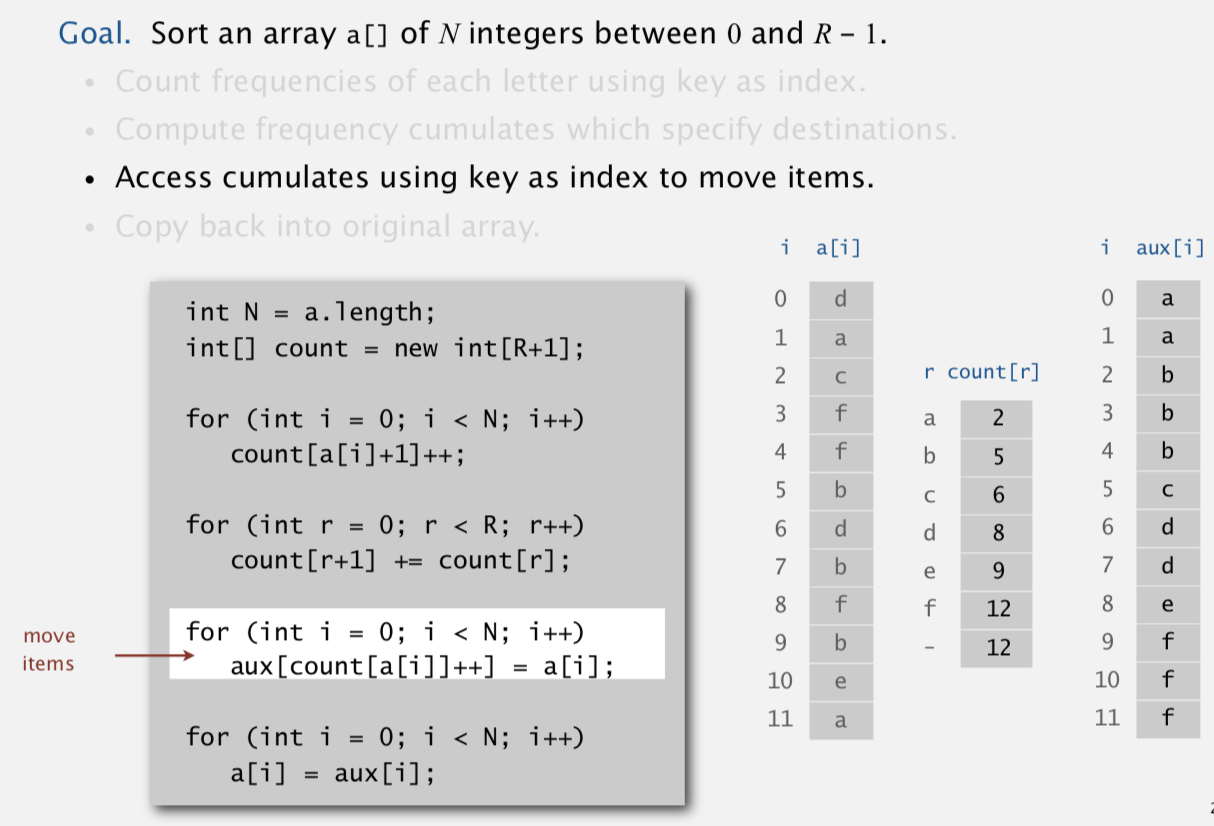 Goal. Sort an array a[] of N integers between 0 and R – 1.
• Count frequencies of each letter using key as index.
• Compute frequency cumulates which specify destinations.
• Access cumulates using key as index to move items.
• Copy back into original array.
int N = a.length;
int[] count = new int[R+1];
for (int i = 0; i < N; i++)
count[a[i]+1]++;
for (int r = 0; r < R; r++)
count[r+1] += count[r];
move
items
for (int i = 0; i < N; i++)
aux[count[a[i]]++] = a[i];
for (int i = 0; i < N; i++)
a[i] = aux[i];
i a[i]
0 d
1 a
2 c
3 f
4 f
5 b
6 d
7 b
8 f
9 b
10 e
11 a
r count[r]
a 2
b 5
c 6
d 8
e 9
f 12
- 12
i aux[i]
0 a
1 a
2 b
3 b
4 b
5 c
6 d
7 d
8 e
9 f
10 f
11 f